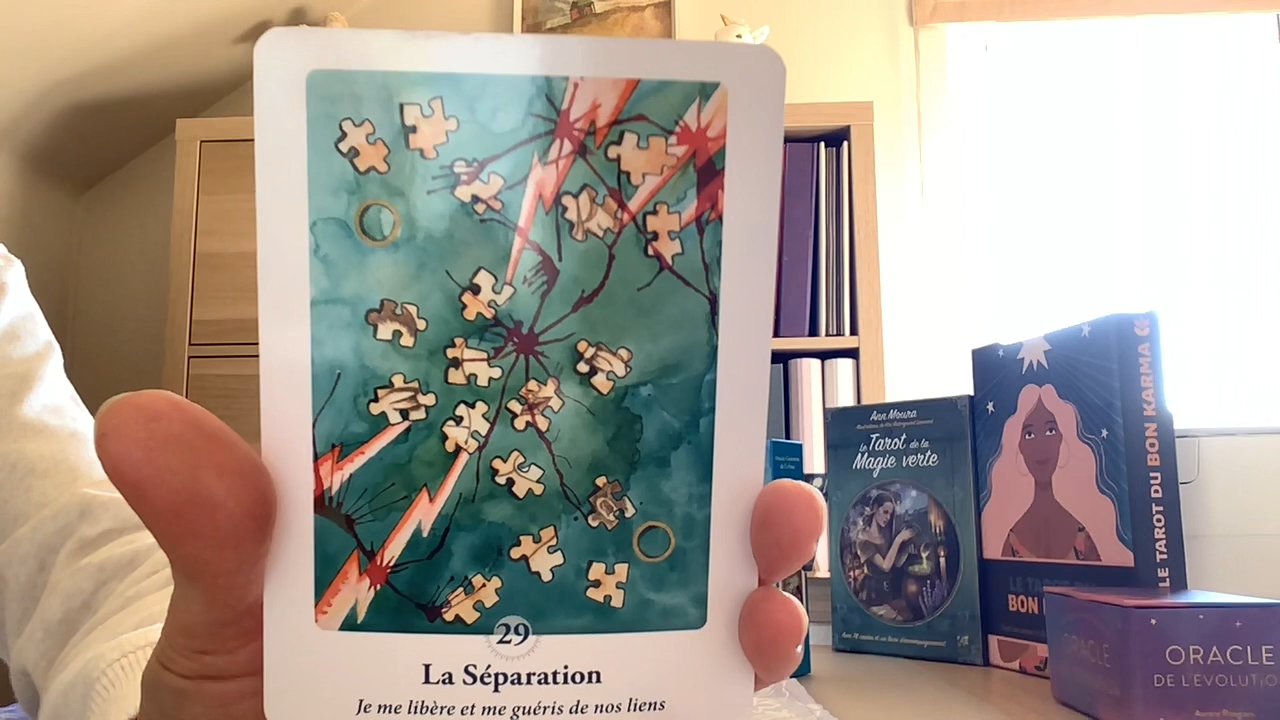 29
La Séparation
Je me libère et me guéris de nos liens
Ann Moura
Le Tarot de la
Magie verte
LE TAROT DU BON KARMA
BON
ORACLE
ORACLE
DE L'ÉVOLUTIO